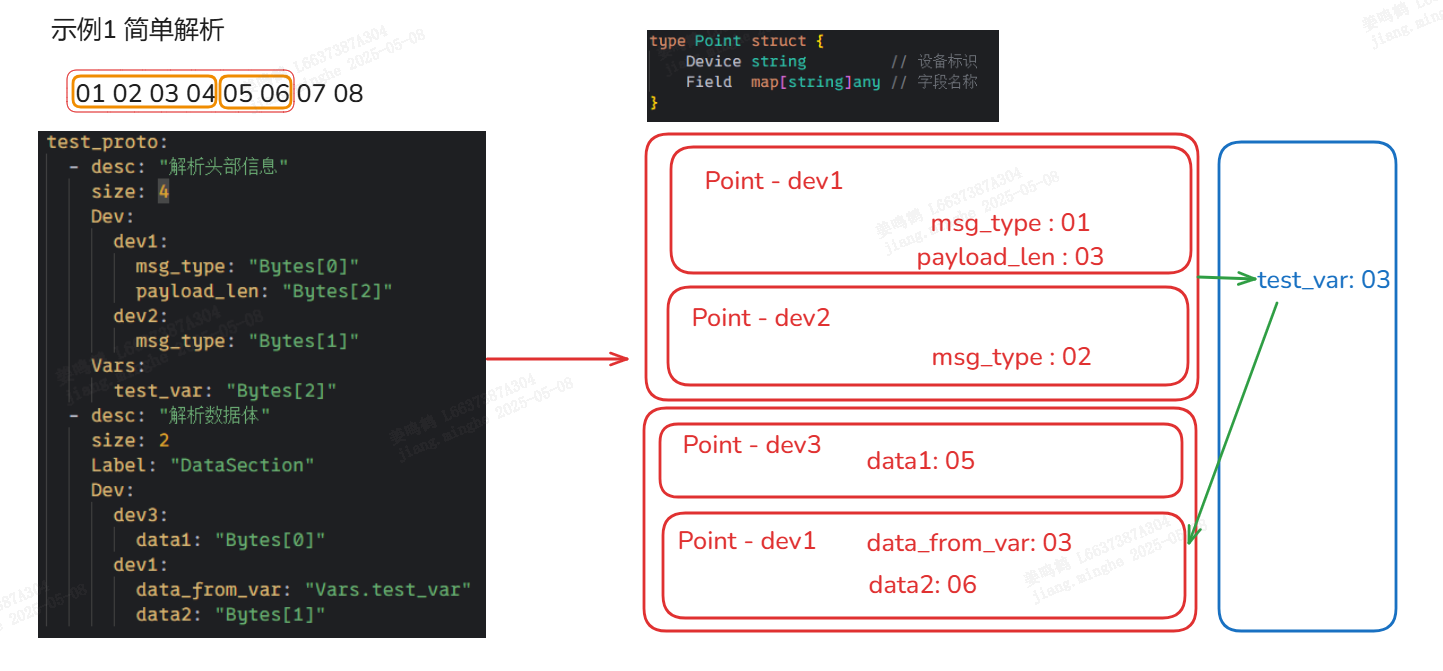 示例1 简单解析
01 02 03 04 05 06 07 08
test_proto:
- desc: "解析头部信息"
size: 4
Dev:
dev1:
msg_type: "Bytes[0]"
payload_len: "Bytes[2]"
dev2:
msg_type: "Bytes[1]"
Vars:
test_var: "Bytes[2]"
- desc: "解析数据体"
size: 2
Label: "DataSection"
Dev:
dev3:
data1: "Bytes[0]"
dev1:
data_from_var: "Vars.test_var"
data2: "Bytes[1]"
type Point struct {
Device string // 设备标识
Field map[string]any // 字段名称
}
Point - dev1
msg_type : 01
payload_len : 03
Point - dev2
msg_type : 02
Point - dev3
data1: 05
Point - dev1
data_from_var: 03
data2: 06
test_var: 03
姜鸣鹤 L6637387A304
jiang.minghe 2025-05-08